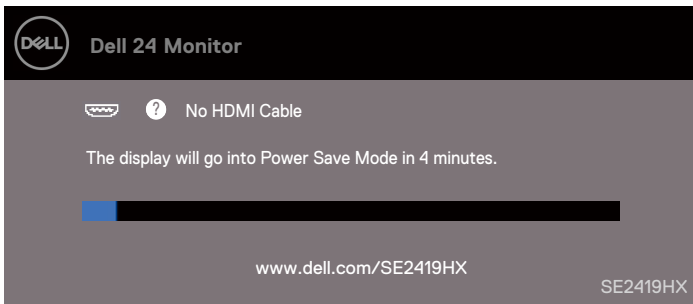 DELL
Dell 24 Monitor
? No HDMI Cable
The display will go into Power Save Mode in 4 minutes.
www.dell.com/SE2419HX
SE2419HX